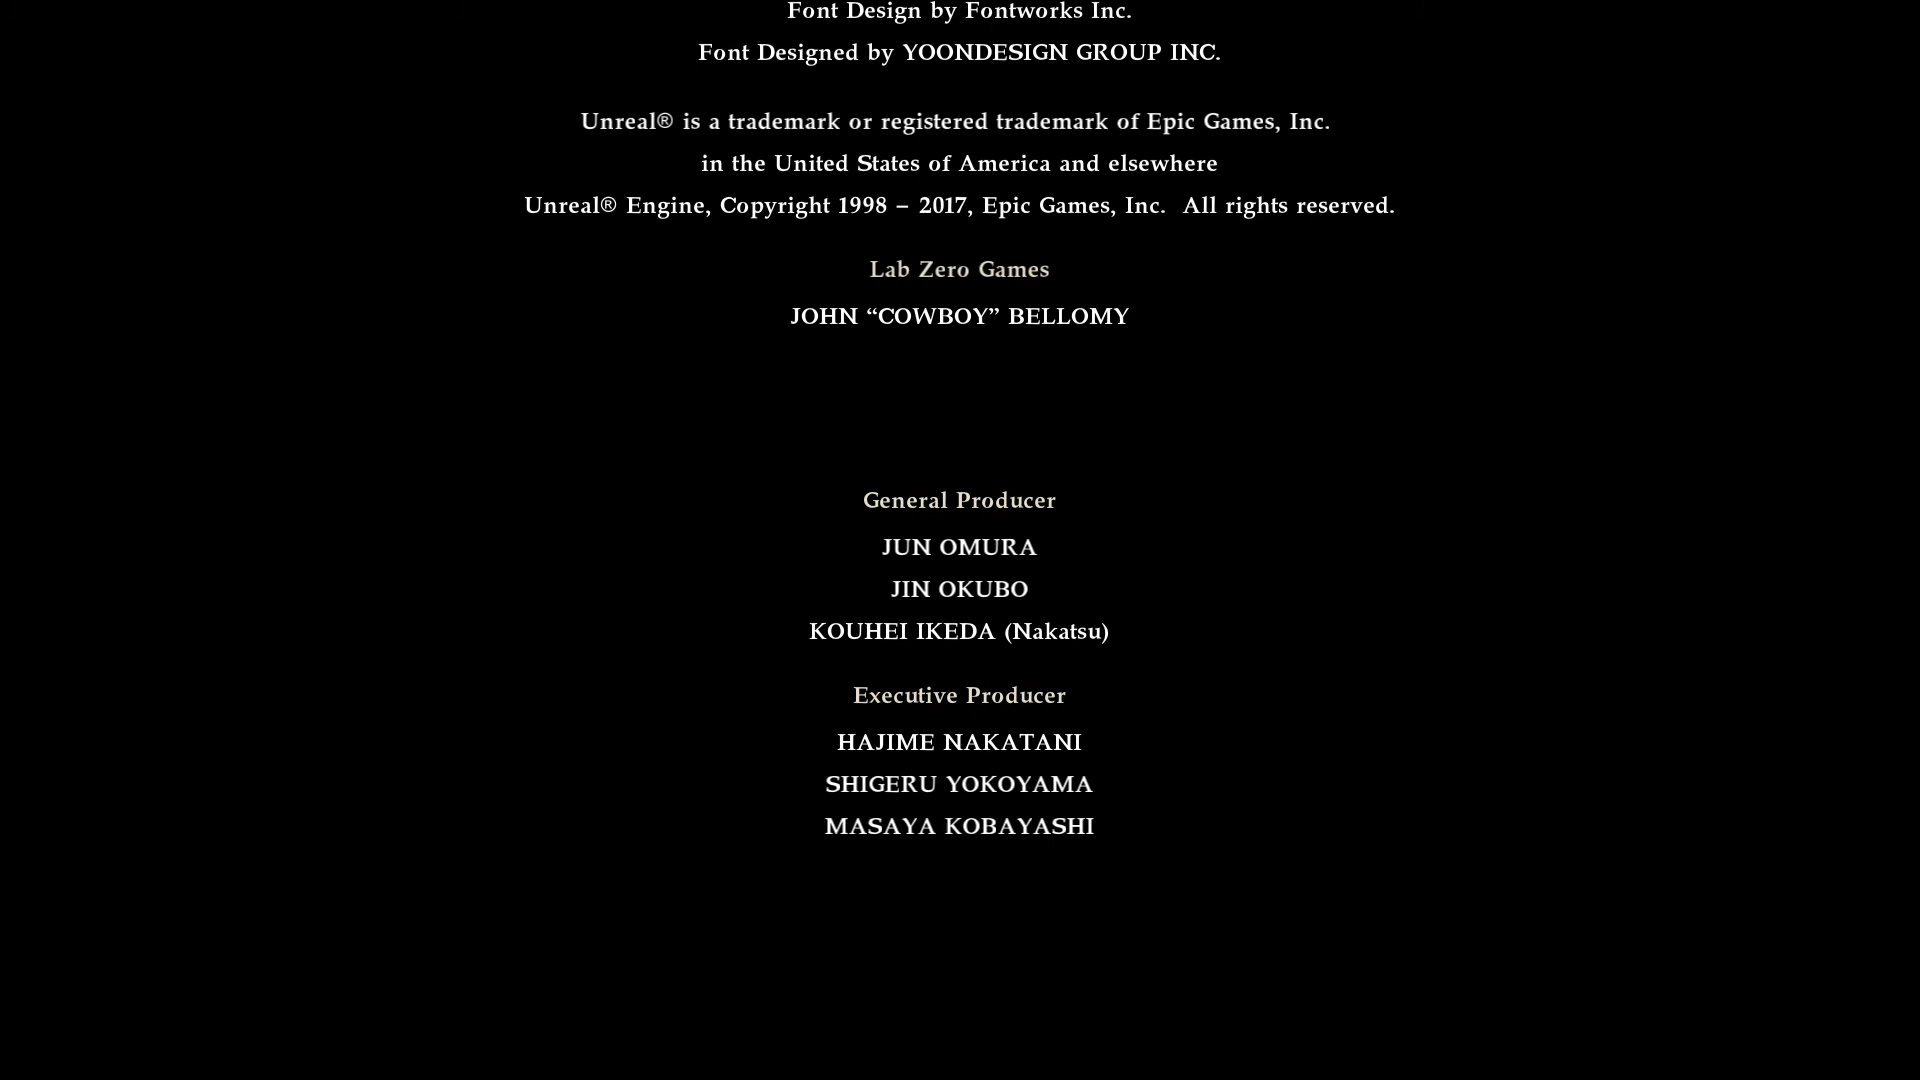 Font Design by Fontworks Inc.
Font Designed by YOONDESIGN GROUP INC.
Unreal® is a trademark or registered trademark of Epic Games, Inc.
in the United States of America and elsewhere
Unreal® Engine, Copyright 1998 – 2017, Epic Games, Inc.  All rights reserved.
Lab Zero Games
JOHN “COWBOY” BELLOMY
General Producer
JUN OMURA
JIN OKUBO
KOUHEI IKEDA (Nakatsu)
Executive Producer
HAJIME NAKATANI
SHIGERU YOKOYAMA
MASAYA KOBAYASHI